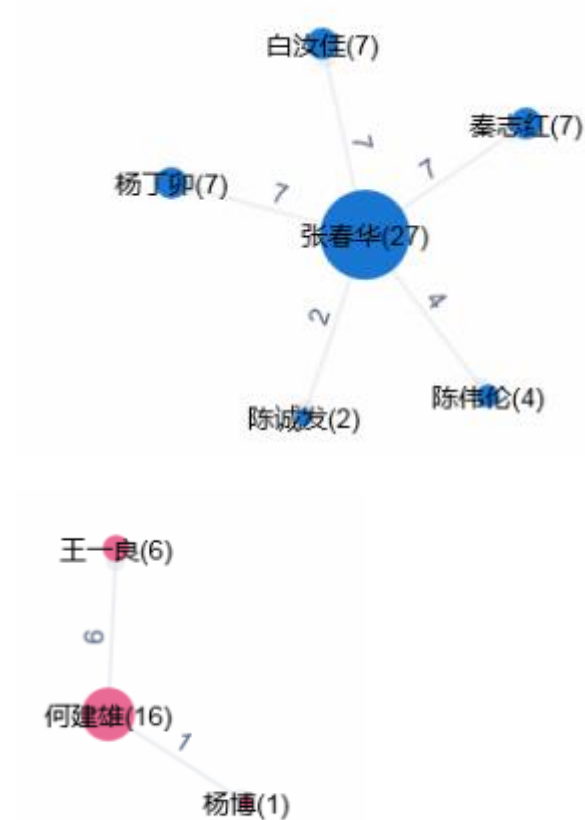 白汝佳(7)
秦志红(7)
7
7
杨丁卯(7)
7
张春华(27)
4
2
陈伟伦(4)
陈诚发(2)
王一良(6)
6
何建雄(16)
1
杨博(1)